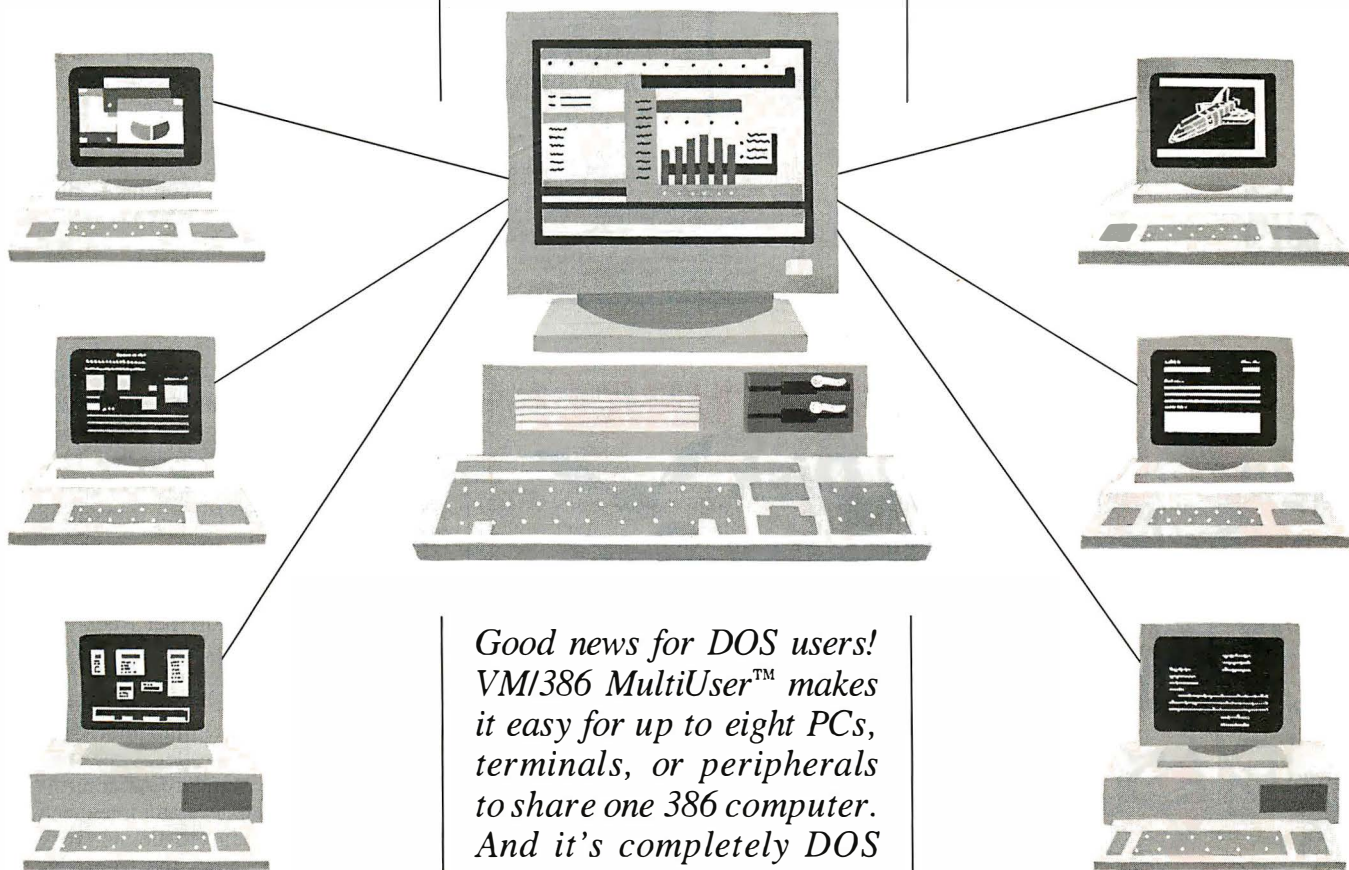 Good news for DOS users!
VM/386 MultiUser™ makes
it easy for up to eight PCs,
terminals, or peripherals
to share one 386 computer.
And it's completely DOS